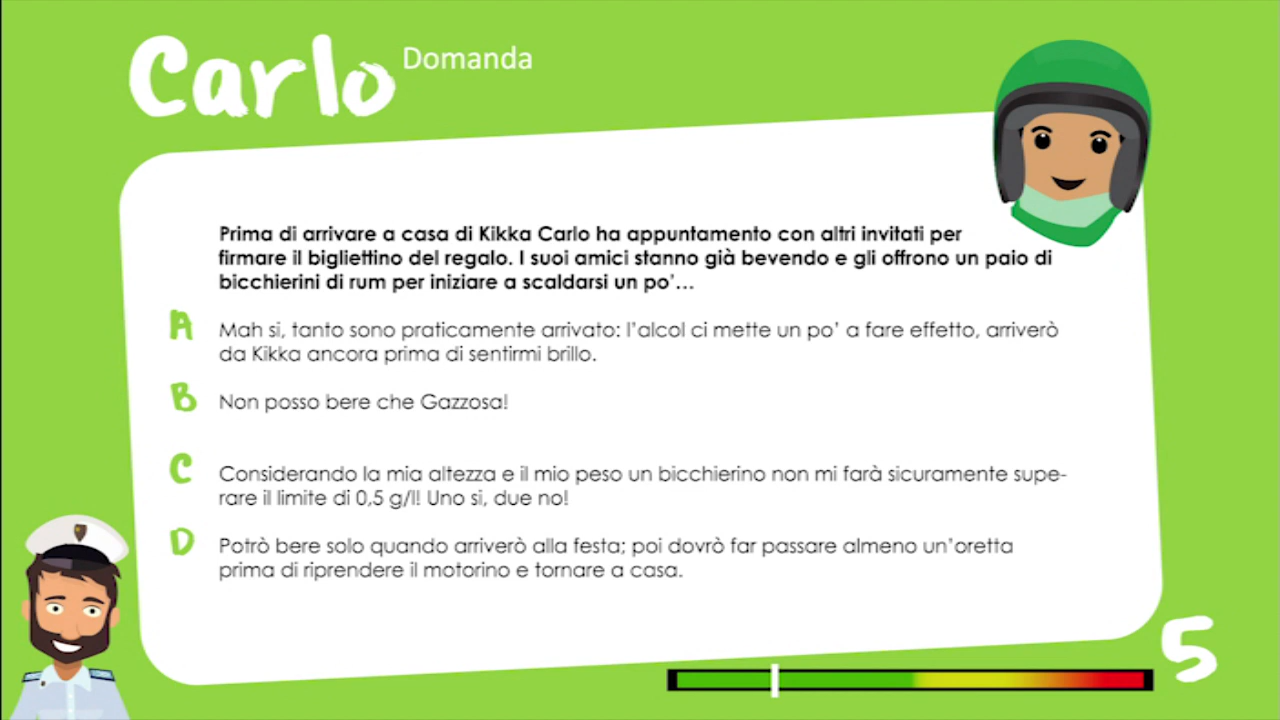 Carlo Domanda
Prima di arrivare a casa di Kikka Carlo ha appuntamento con altri invitati per
firmare il bigliettino del regalo. I suoi amici stanno già bevendo e gli offrono un paio di
bicchierini di rum per iniziare a scaldarsi un po'...
A Mah si, tanto sono praticamente arrivato: l'alcol ci mette un po' a fare effetto, arriverò
da Kikka ancora prima di sentirmi brillo.
B Non posso bere che Gazzosa!
C Considerando la mia altezza e il mio peso un bicchierino non mi farà sicuramente supe-
rare il limite di 0,5 g/l! Uno si, due no!
D Potrò bere solo quando arriverò alla festa; poi dovrò far passare almeno un'oretta
prima di riprendere il motorino e tornare a casa.
5